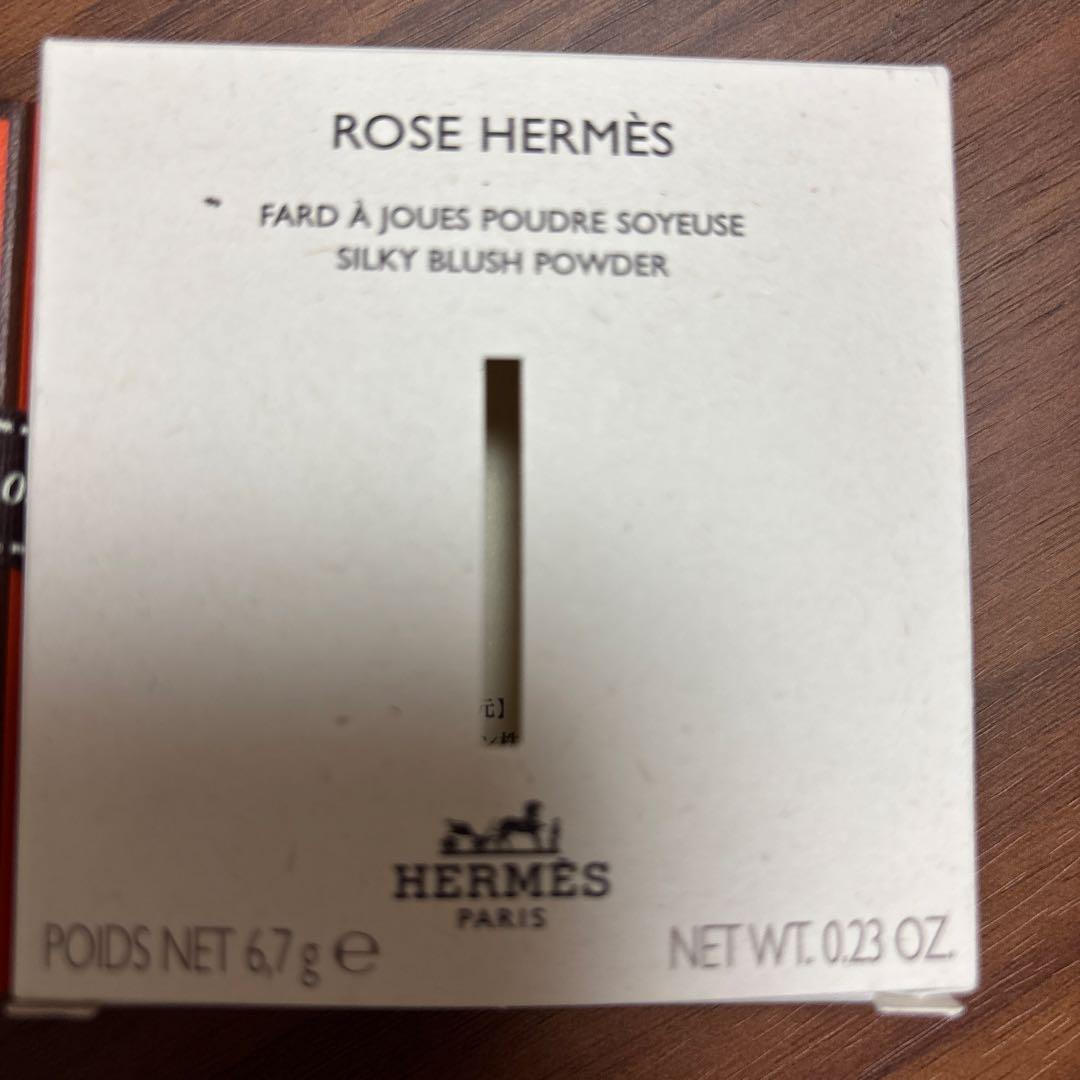 ROSE HERMÈS
FARD À JOUES POUDRE SOYEUSE
SILKY BLUSH POWDER
元】
HERMÈS
PARIS
POIDS NET 6,7 g ℮
NET WT. 0.23 OZ.